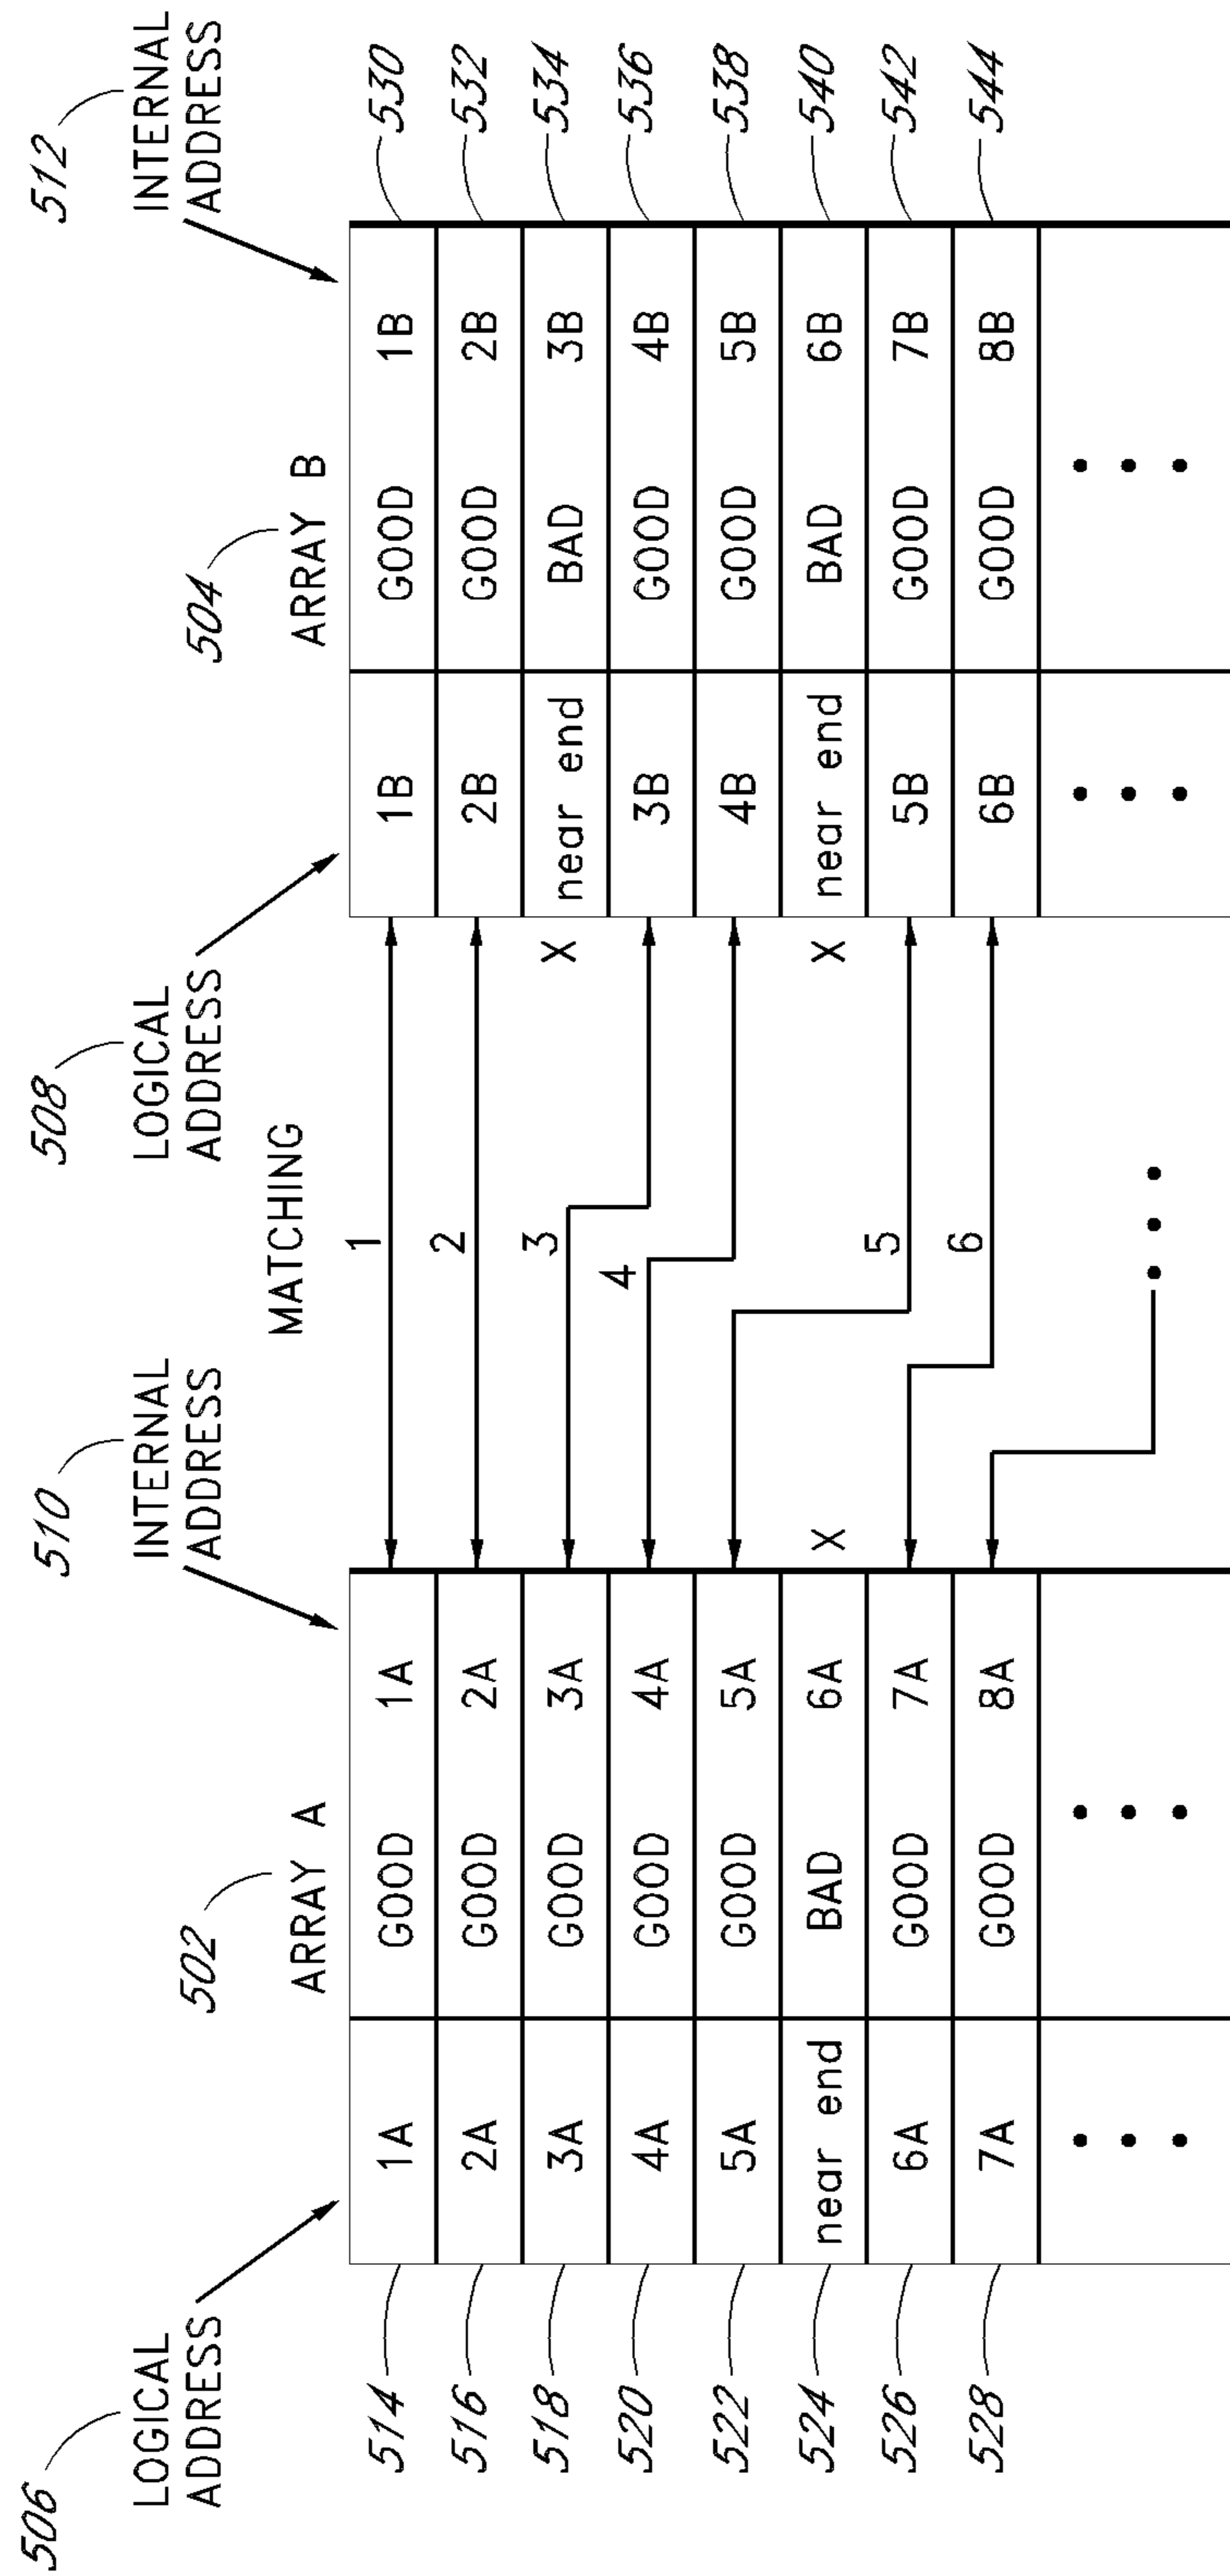 506
LOGICAL
ADDRESS
502
ARRAY A
510
INTERNAL
ADDRESS
MATCHING
508
LOGICAL
ADDRESS
504
ARRAY B
512
INTERNAL
ADDRESS
514 1A GOOD 1A 1 1B GOOD 1B 530
516 2A GOOD 2A 2 2B GOOD 2B 532
518 3A GOOD 3A 3 X near end BAD 3B 534
520 4A GOOD 4A 4 3B GOOD 4B 536
522 5A GOOD 5A 4B GOOD 5B 538
524 near end BAD 6A X X near end BAD 6B 540
526 6A GOOD 7A 5 5B GOOD 7B 542
528 7A GOOD 8A 6 6B GOOD 8B 544